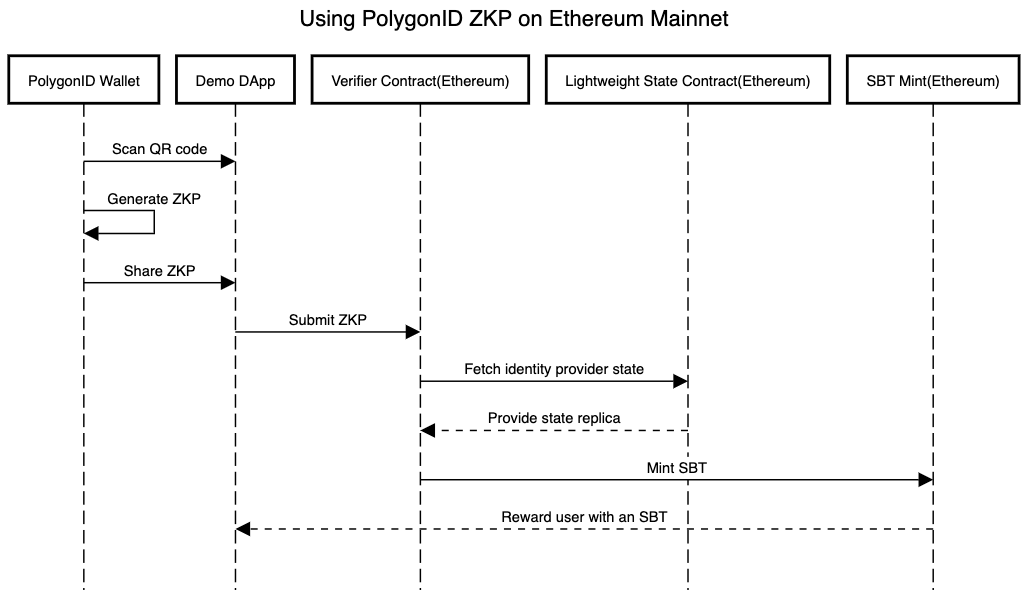 Using PolygonID ZKP on Ethereum Mainnet
PolygonID Wallet
Demo DApp
Verifier Contract(Ethereum)
Lightweight State Contract(Ethereum)
SBT Mint(Ethereum)
Scan QR code
Generate ZKP
Share ZKP
Submit ZKP
Fetch identity provider state
Provide state replica
Mint SBT
Reward user with an SBT